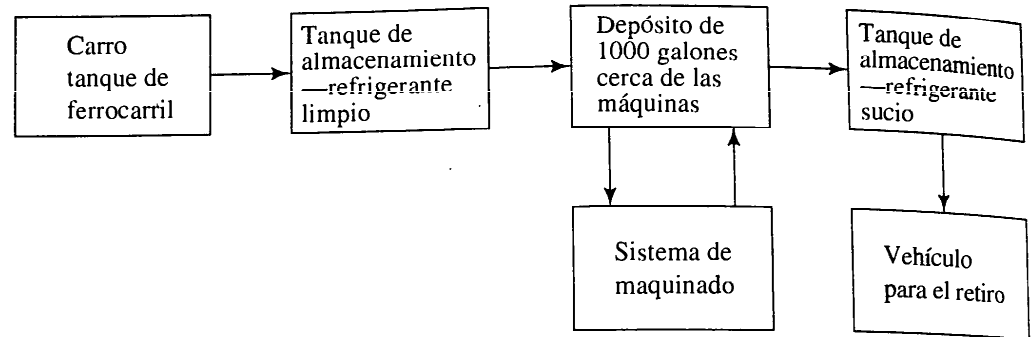 Carro
tanque de
ferrocarril
Tanque de
almacenamiento
—refrigerante
limpio
Depósito de
1000 galones
cerca de las
máquinas
Tanque de
almacenamiento
—refrigerante
sucio
Sistema de
maquinado
Vehículo
para el retiro